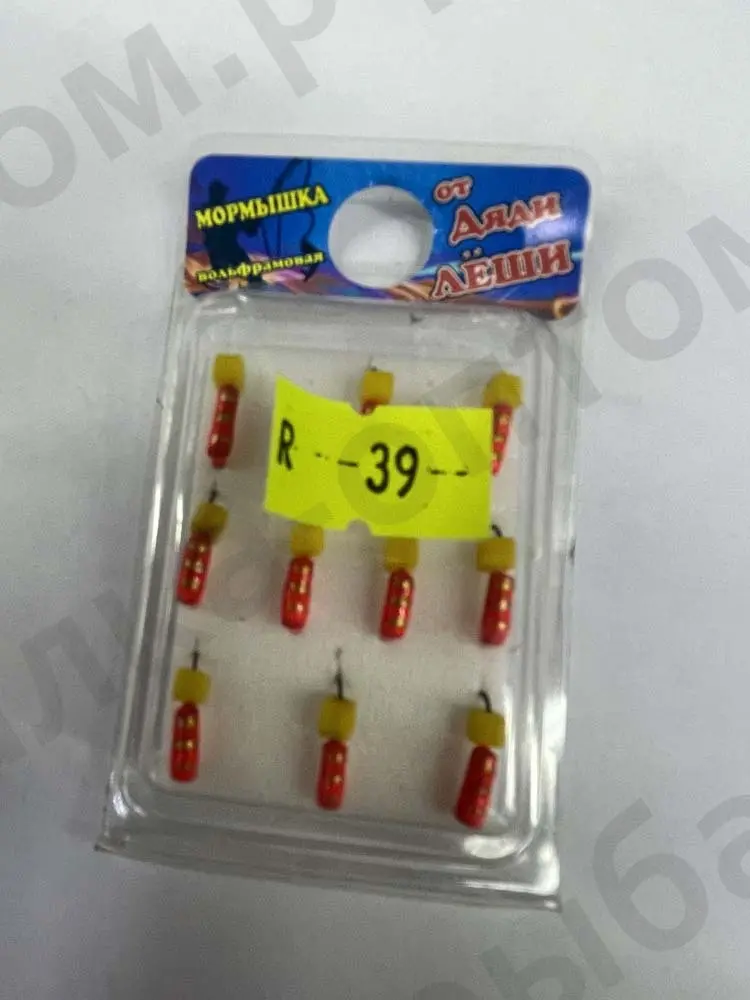 МОРМЫШКА
вольфрамовая
от
Дяди
ЛЁШИ
R---39--